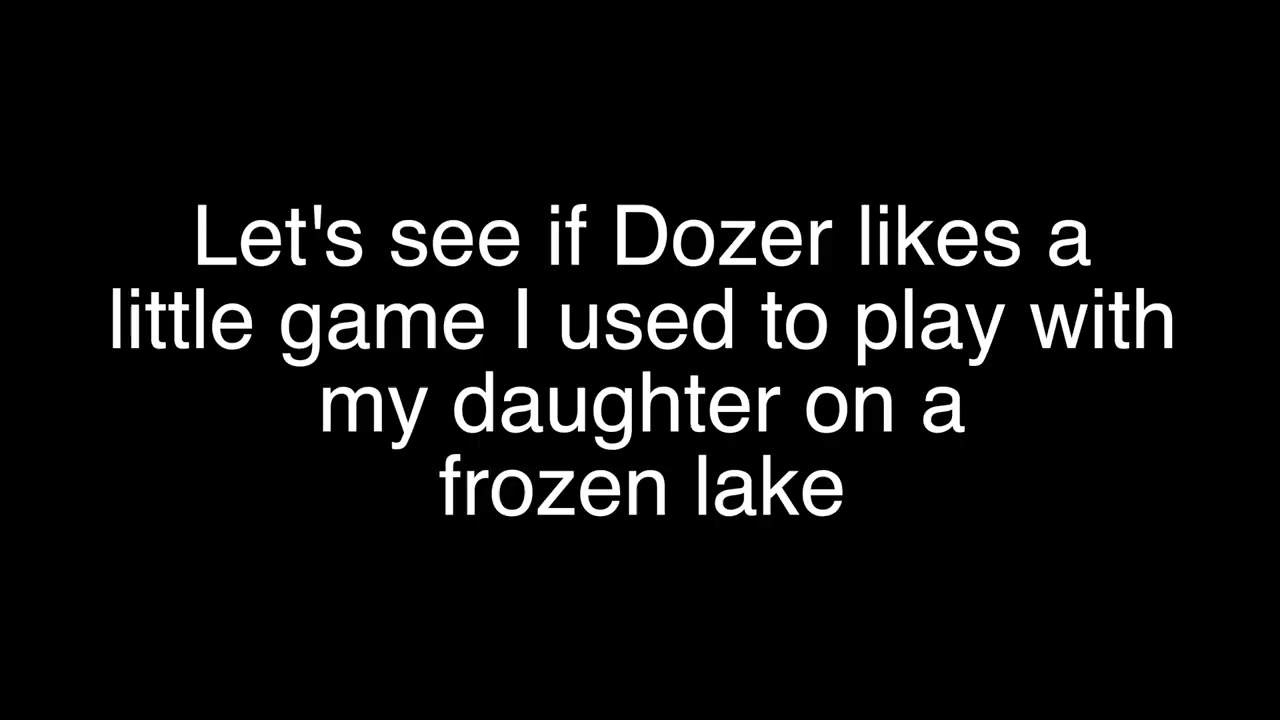 Let's see if Dozer likes a
little game I used to play with
my daughter on a
frozen lake